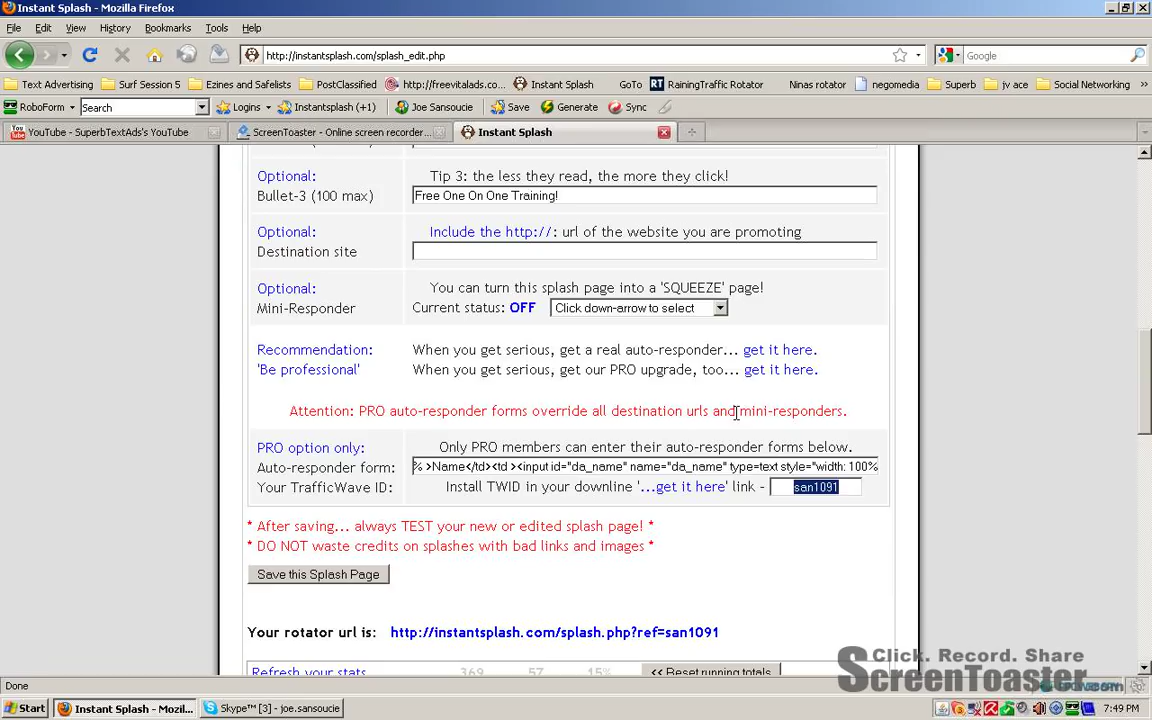 Instant Splash - Mozilla Firefox
File Edit View History Bookmarks Tools Help
http://instantsplash.com/splash_edit.php
Google
Text Advertising Surf Session 5 Ezines and Safelists PostClassified http://freevitalads.co... Instant Splash GoTo RT RainingTraffic Rotator Ninas rotator negomedia Superb jv ace Social Networking »
RoboForm Search Logins Instantsplash (+1) Joe Sansoucie Save Generate Sync
YouTube - SuperbTextAds's YouTube ScreenToaster - Online screen recorder... Instant Splash
Optional: Tip 3: the less they read, the more they click!
Bullet-3 (100 max) Free One On One Training!
Optional: Include the http://: url of the website you are promoting
Destination site
Optional: You can turn this splash page into a 'SQUEEZE' page!
Mini-Responder Current status: OFF Click down-arrow to select
Recommendation: When you get serious, get a real auto-responder... get it here.
'Be professional' When you get serious, get our PRO upgrade, too... get it here.
Attention: PRO auto-responder forms override all destination urls and mini-responders.
PRO option only: Only PRO members can enter their auto-responder forms below.
Auto-responder form: % >Name</td><td ><input id="da_name" name="da_name" type=text style="width: 100%
Your TrafficWave ID: Install TWID in your downline '...get it here' link - san1091
* After saving... always TEST your new or edited splash page! *
* DO NOT waste credits on splashes with bad links and images *
Save this Splash Page
Your rotator url is: http://instantsplash.com/splash.php?ref=san1091
Refresh your stats 369 57 15% << Reset running totals
Click. Record. Share
ScreenToaster.com
Done
Start Instant Splash - Mozil... Skype™ [3] - joe.sansoucie 7:49 PM